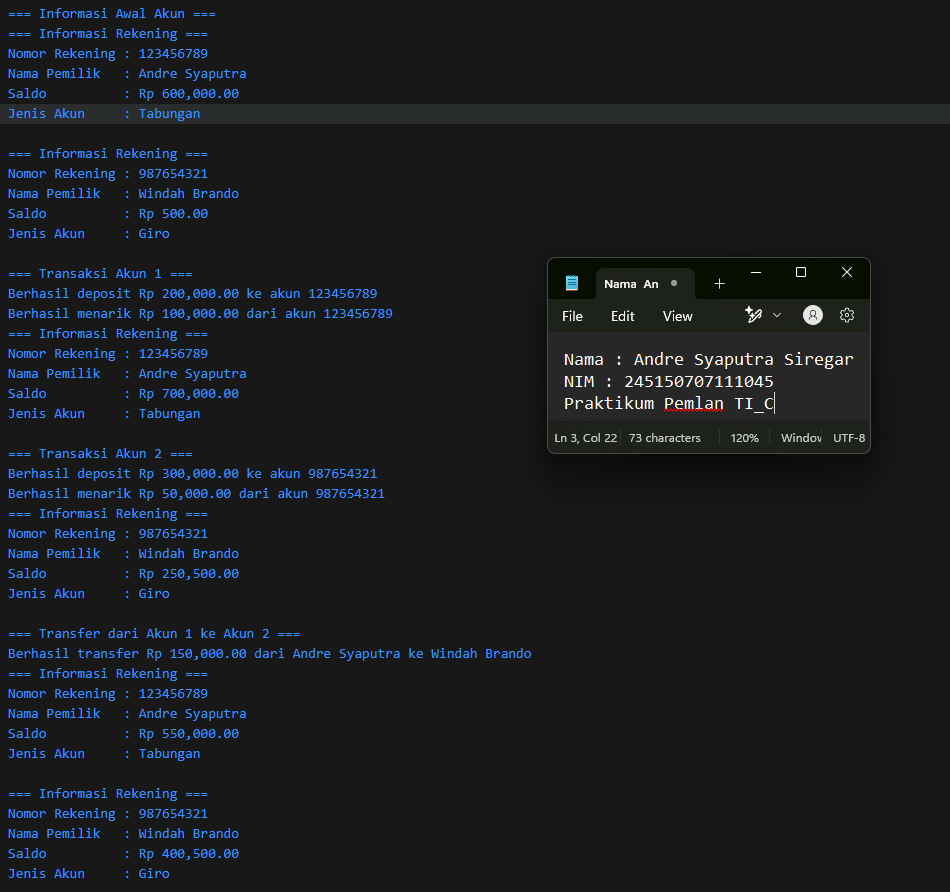 === Informasi Awal Akun ===
=== Informasi Rekening ===
Nomor Rekening : 123456789
Nama Pemilik   : Andre Syaputra
Saldo          : Rp 600,000.00
Jenis Akun     : Tabungan

=== Informasi Rekening ===
Nomor Rekening : 987654321
Nama Pemilik   : Windah Brando
Saldo          : Rp 500.00
Jenis Akun     : Giro

=== Transaksi Akun 1 ===
Berhasil deposit Rp 200,000.00 ke akun 123456789
Berhasil menarik Rp 100,000.00 dari akun 123456789
=== Informasi Rekening ===
Nomor Rekening : 123456789
Nama Pemilik   : Andre Syaputra
Saldo          : Rp 700,000.00
Jenis Akun     : Tabungan

=== Transaksi Akun 2 ===
Berhasil deposit Rp 300,000.00 ke akun 987654321
Berhasil menarik Rp 50,000.00 dari akun 987654321
=== Informasi Rekening ===
Nomor Rekening : 987654321
Nama Pemilik   : Windah Brando
Saldo          : Rp 250,500.00
Jenis Akun     : Giro

=== Transfer dari Akun 1 ke Akun 2 ===
Berhasil transfer Rp 150,000.00 dari Andre Syaputra ke Windah Brando
=== Informasi Rekening ===
Nomor Rekening : 123456789
Nama Pemilik   : Andre Syaputra
Saldo          : Rp 550,000.00
Jenis Akun     : Tabungan

=== Informasi Rekening ===
Nomor Rekening : 987654321
Nama Pemilik   : Windah Brando
Saldo          : Rp 400,500.00
Jenis Akun     : Giro

Nama An
File Edit View
Nama : Andre Syaputra Siregar
NIM : 245150707111045
Praktikum Pemlan TI_C
Ln 3, Col 22 73 characters 120% Window UTF-8